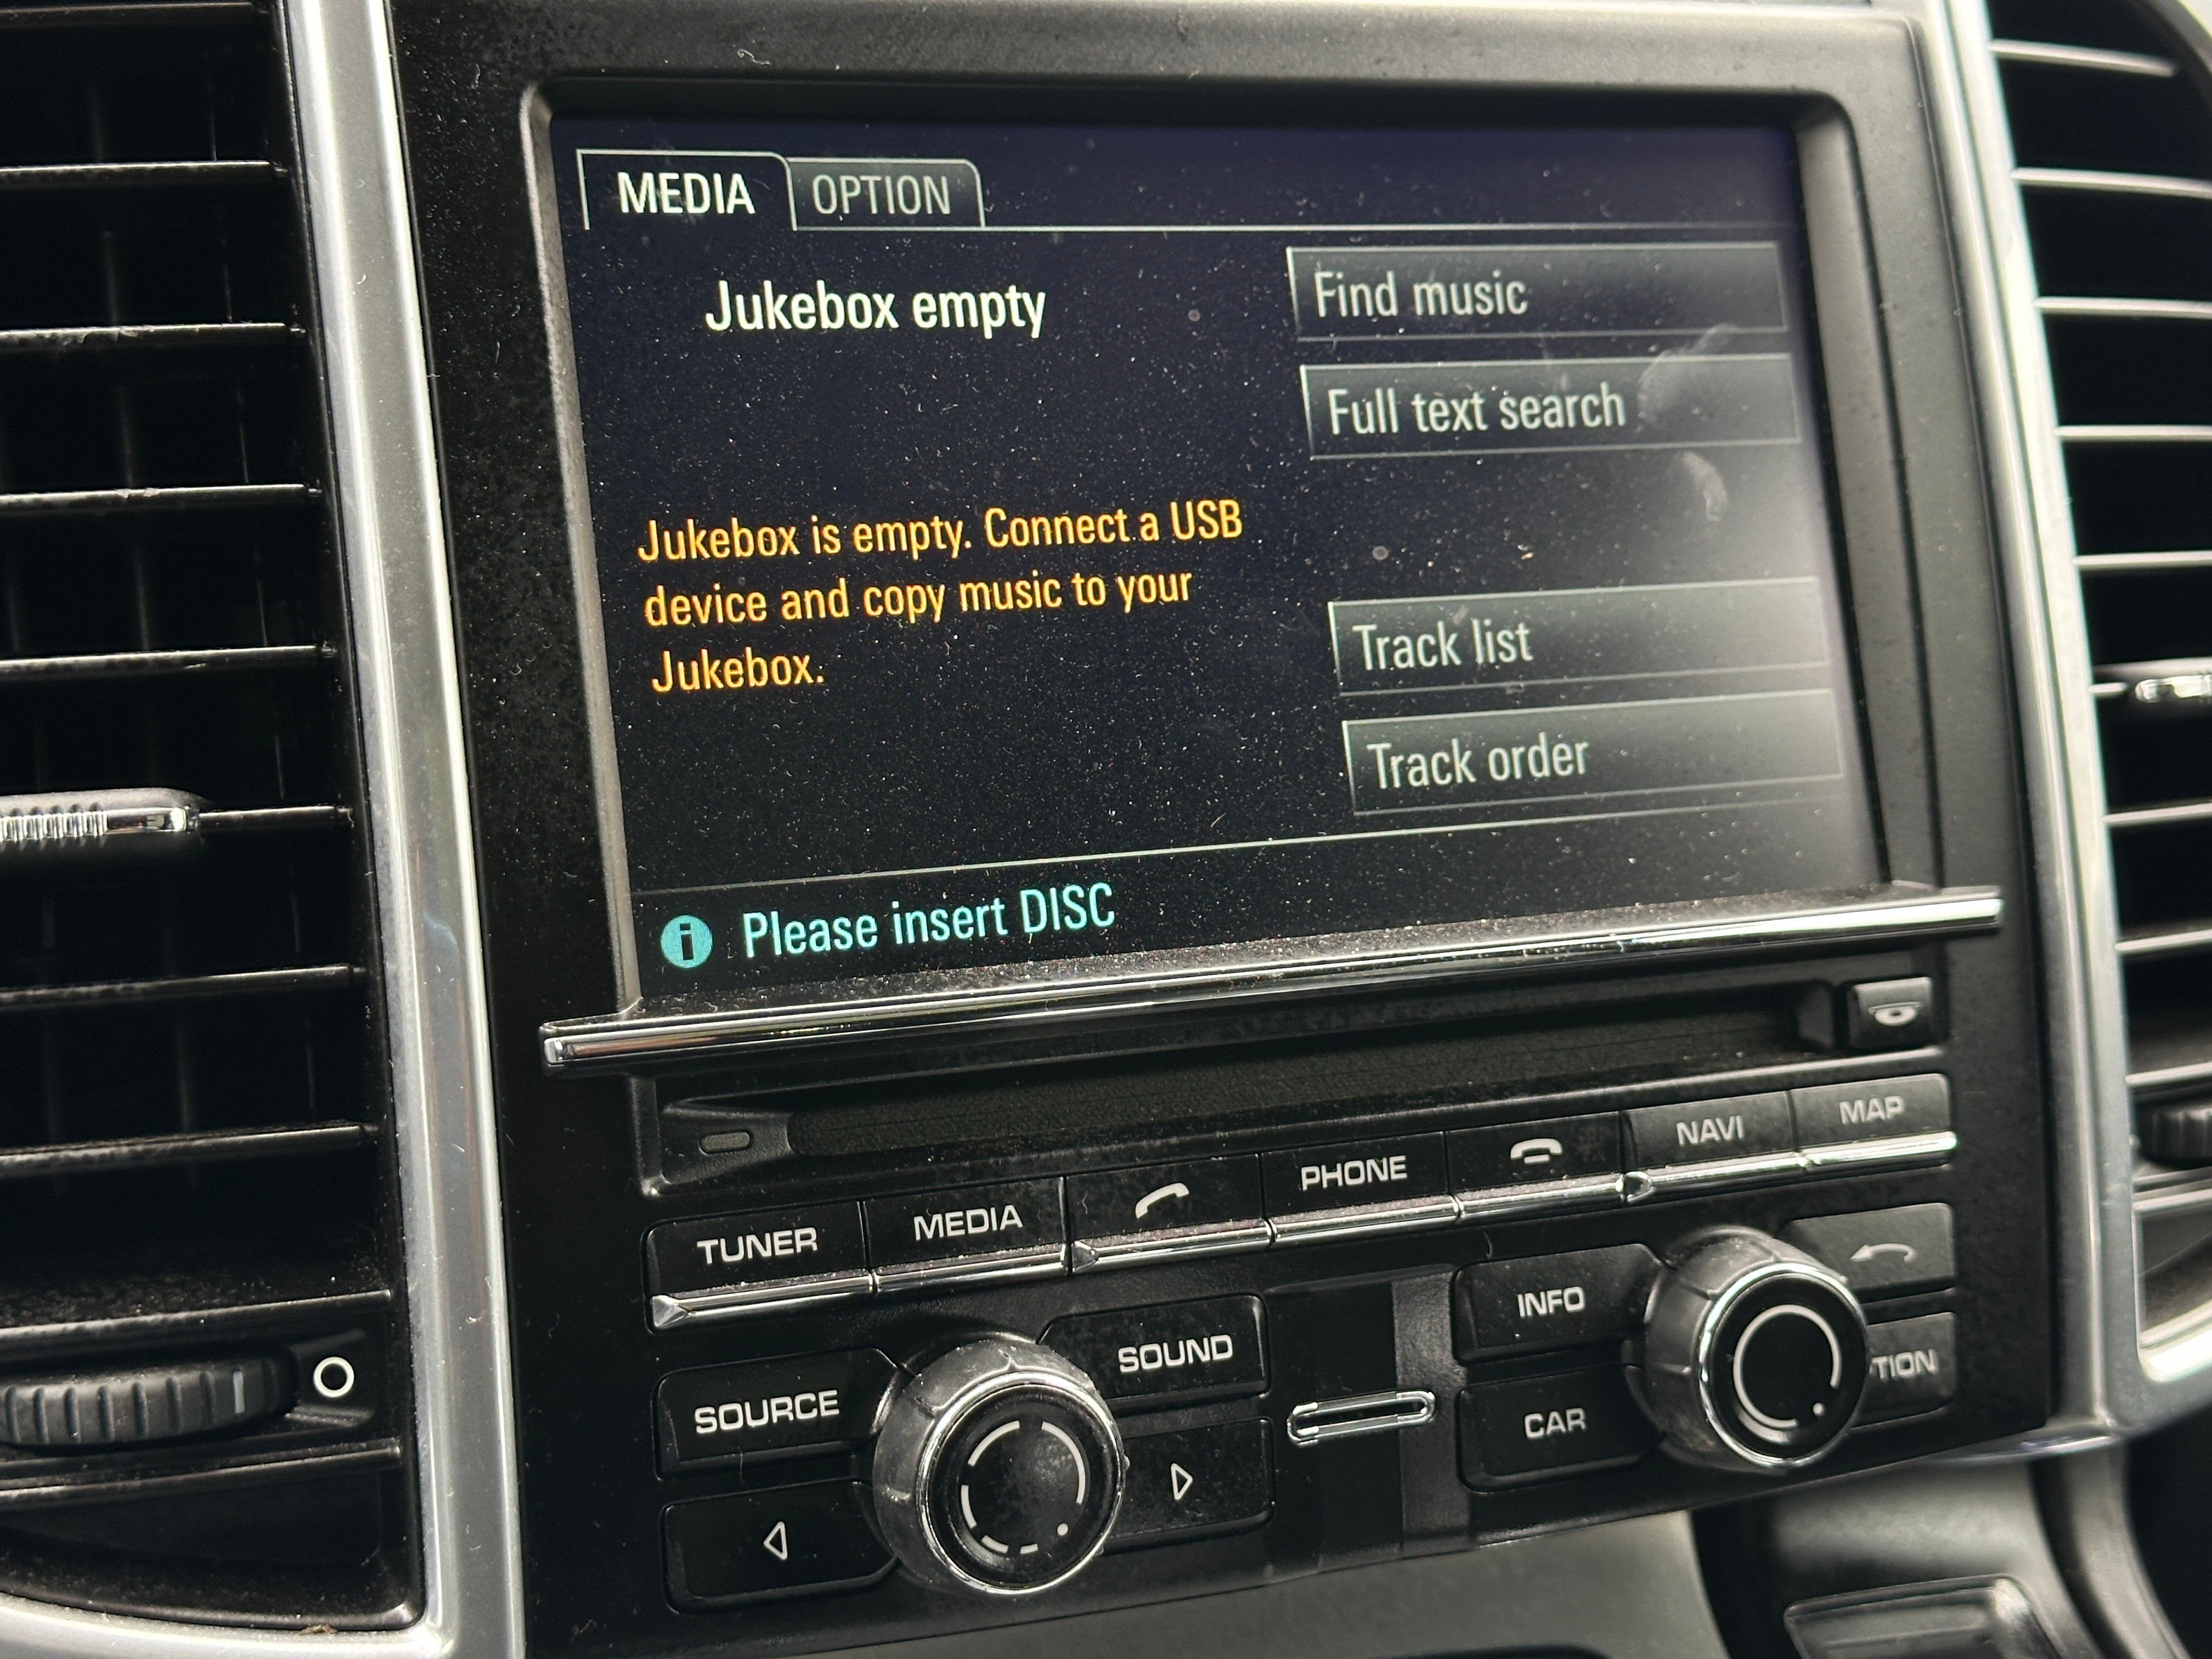 MEDIA OPTION
Jukebox empty
Find music
Full text search
Jukebox is empty. Connect a USB
device and copy music to your
Jukebox.
Track list
Track order
i Please insert DISC
TUNER MEDIA PHONE NAVI MAP
SOURCE SOUND INFO
CAR TION